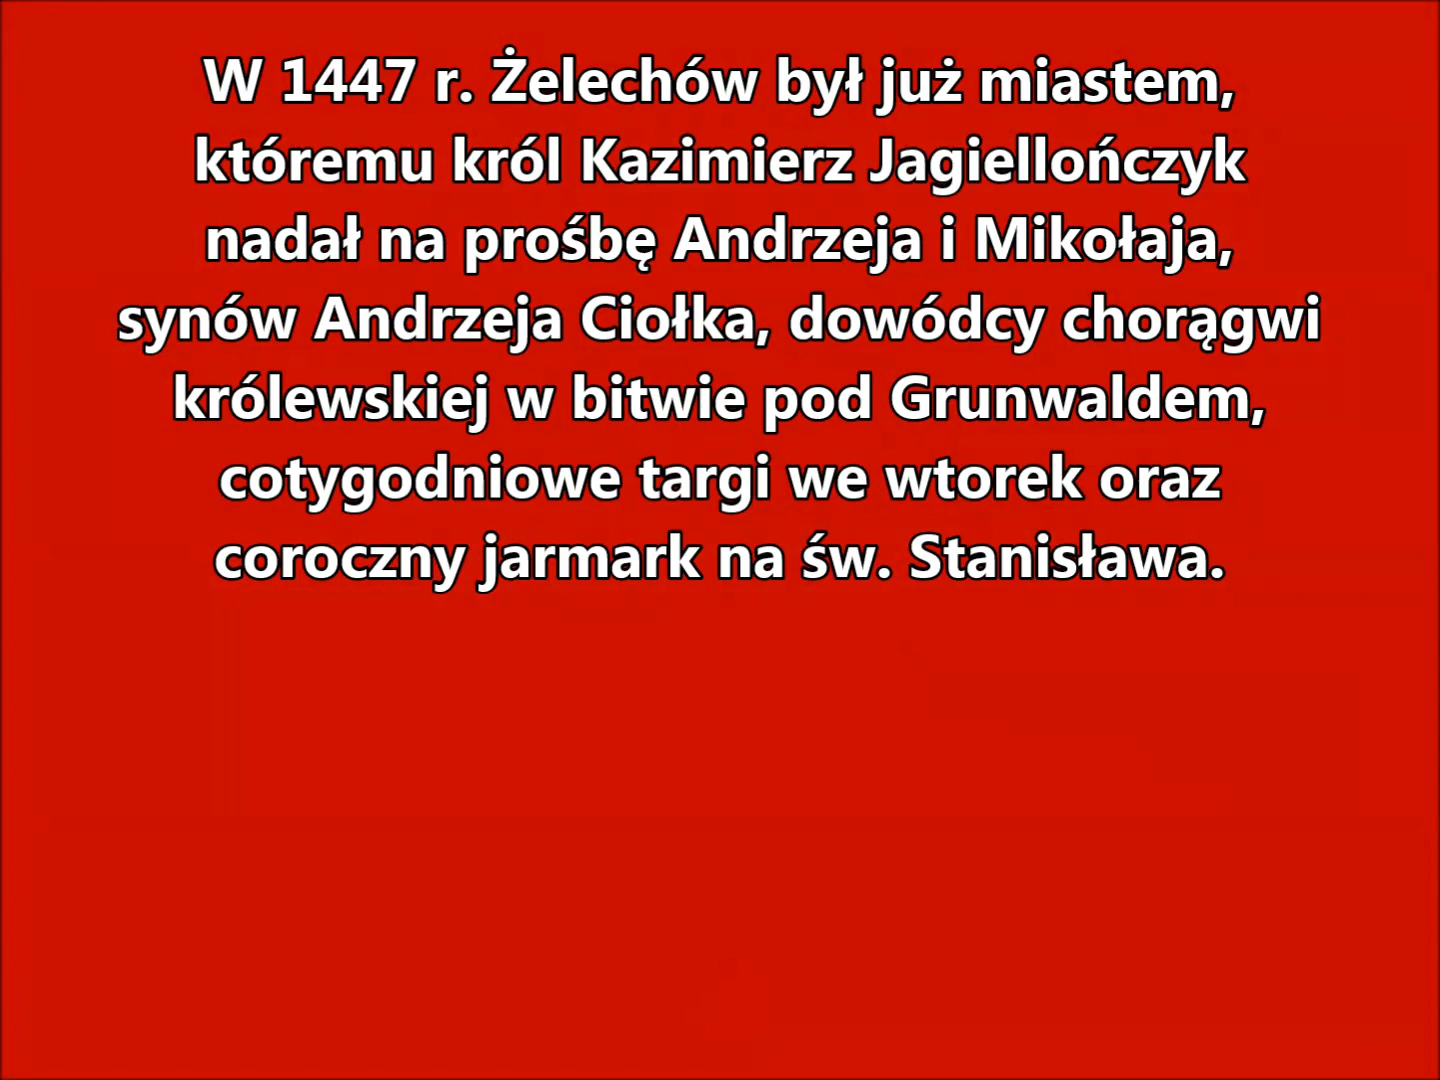 W 1447 r. Żelechów był już miastem,
któremu król Kazimierz Jagiellończyk
nadał na prośbę Andrzeja i Mikołaja,
synów Andrzeja Ciołka, dowódcy chorągwi
królewskiej w bitwie pod Grunwaldem,
cotygodniowe targi we wtorek oraz
coroczny jarmark na św. Stanisława.